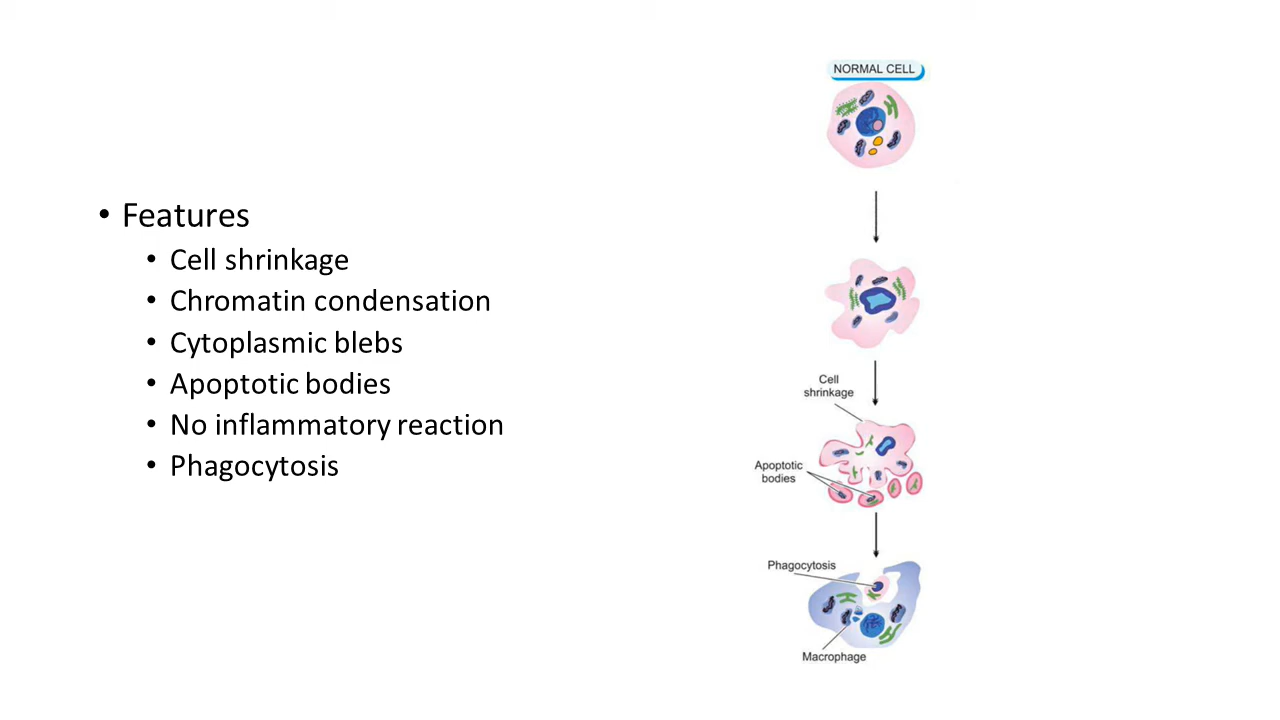 • Features
• Cell shrinkage
• Chromatin condensation
• Cytoplasmic blebs
• Apoptotic bodies
• No inflammatory reaction
• Phagocytosis
NORMAL CELL
Cell
shrinkage
Apoptotic
bodies
Phagocytosis
Macrophage